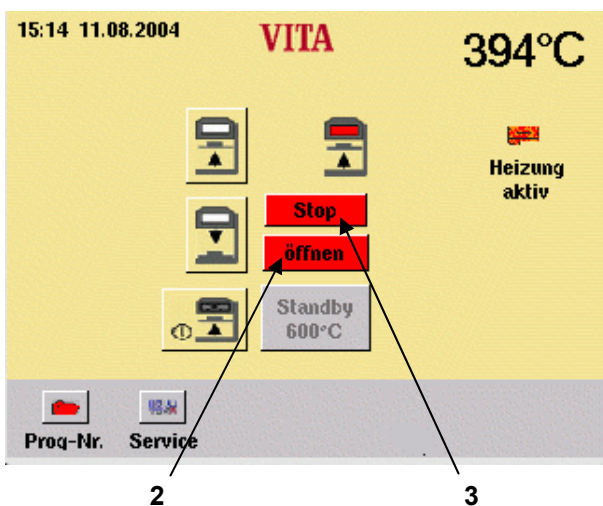 15:14 11.08.2004 VITA 394°C
Heizung
aktiv
Stop
öffnen
Standby
600°C
Prog-Nr. Service
2 3